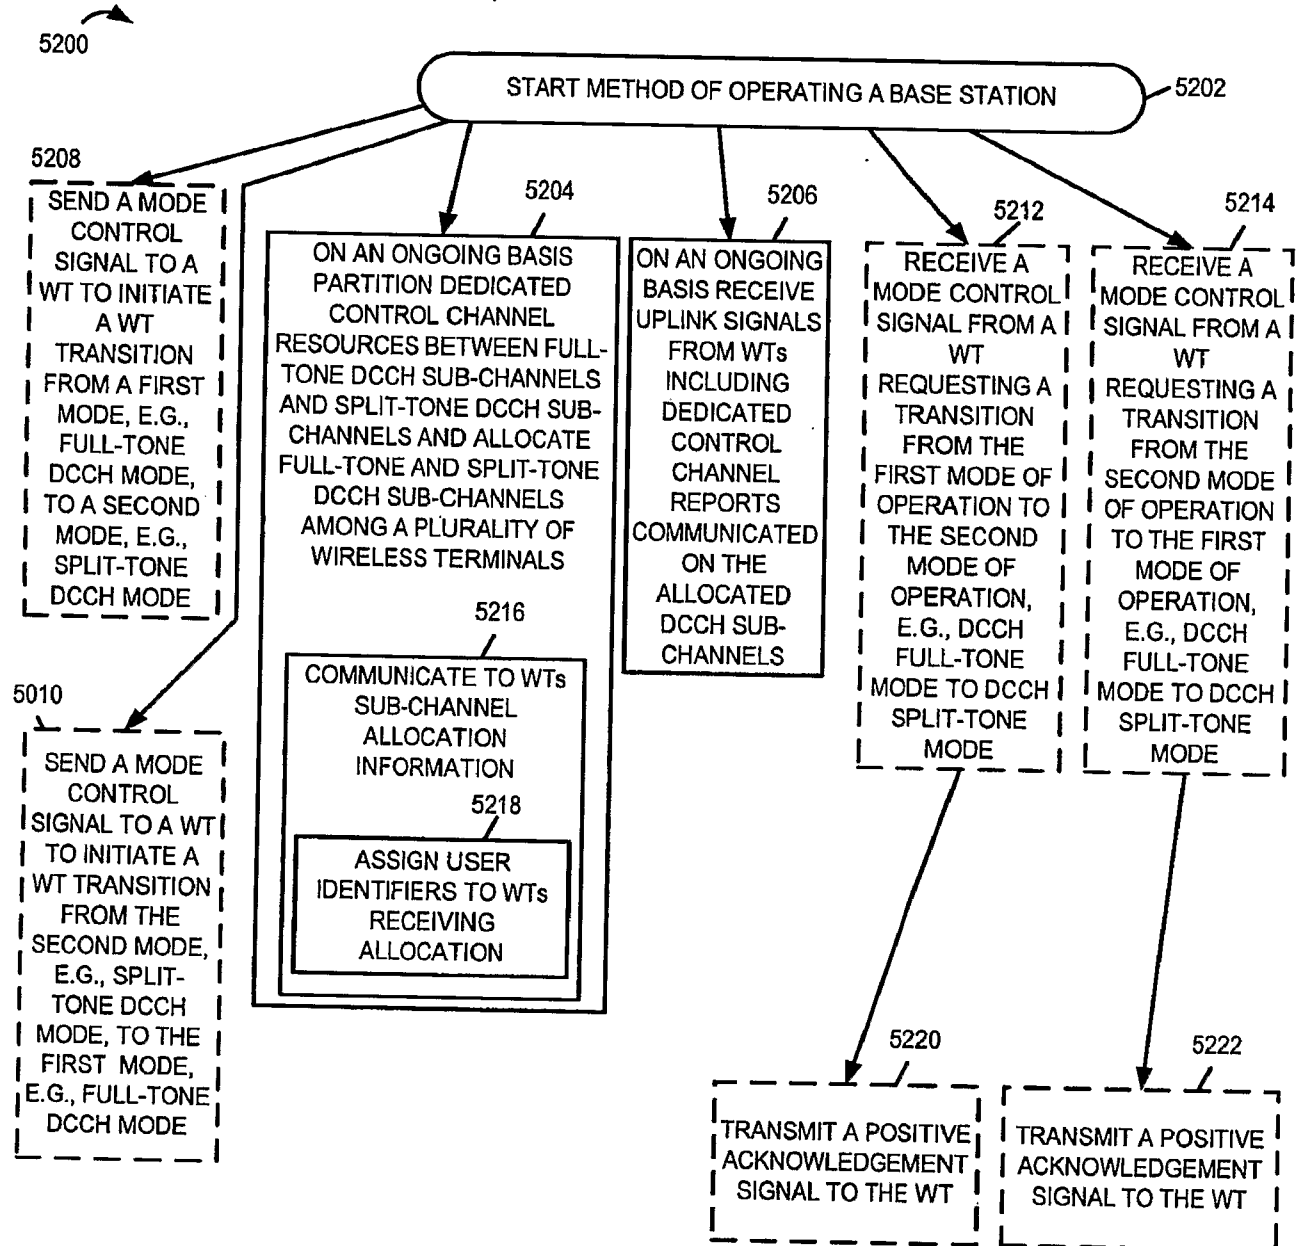 5200
START METHOD OF OPERATING A BASE STATION
5202
5208
SEND A MODE
CONTROL
SIGNAL TO A
WT TO INITIATE
A WT
TRANSITION
FROM A FIRST
MODE, E.G.,
FULL-TONE
DCCH MODE,
TO A SECOND
MODE, E.G.,
SPLIT-TONE
DCCH MODE
5010
SEND A MODE
CONTROL
SIGNAL TO A WT
TO INITIATE A
WT TRANSITION
FROM THE
SECOND MODE,
E.G., SPLIT-
TONE DCCH
MODE, TO THE
FIRST MODE,
E.G., FULL-TONE
DCCH MODE
5204
ON AN ONGOING BASIS
PARTITION DEDICATED
CONTROL CHANNEL
RESOURCES BETWEEN FULL-
TONE DCCH SUB-CHANNELS
AND SPLIT-TONE DCCH SUB-
CHANNELS AND ALLOCATE
FULL-TONE AND SPLIT-TONE
DCCH SUB-CHANNELS
AMONG A PLURALITY OF
WIRELESS TERMINALS
5216
COMMUNICATE TO WTs
SUB-CHANNEL
ALLOCATION
INFORMATION
5218
ASSIGN USER
IDENTIFIERS TO WTs
RECEIVING
ALLOCATION
5206
ON AN ONGOING
BASIS RECEIVE
UPLINK SIGNALS
FROM WTs
INCLUDING
DEDICATED
CONTROL
CHANNEL
REPORTS
COMMUNICATED
ON THE
ALLOCATED
DCCH SUB-
CHANNELS
5212
RECEIVE A
MODE CONTROL
SIGNAL FROM A
WT
REQUESTING A
TRANSITION
FROM THE
FIRST MODE OF
OPERATION TO
THE SECOND
MODE OF
OPERATION,
E.G., DCCH
FULL-TONE
MODE TO DCCH
SPLIT-TONE
MODE
5214
RECEIVE A
MODE CONTROL
SIGNAL FROM A
WT
REQUESTING A
TRANSITION
FROM THE
SECOND MODE
OF OPERATION
TO THE FIRST
MODE OF
OPERATION,
E.G., DCCH
FULL-TONE
MODE TO DCCH
SPLIT-TONE
MODE
5220
TRANSMIT A POSITIVE
ACKNOWLEDGEMENT
SIGNAL TO THE WT
5222
TRANSMIT A POSITIVE
ACKNOWLEDGEMENT
SIGNAL TO THE WT